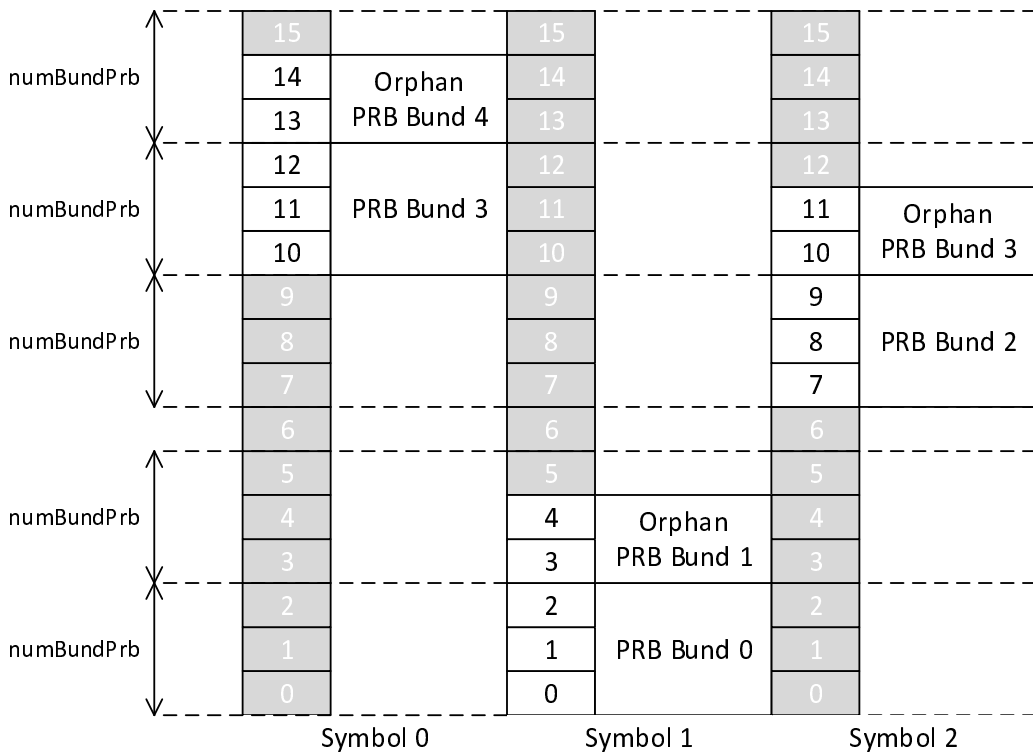 15 15 15
numBundPrb 14 Orphan 14 14
13 PRB Bund 4 13 13
12 12 12
numBundPrb 11 PRB Bund 3 11 11 Orphan
10 10 10 PRB Bund 3
9 9 9
numBundPrb 8 8 8 PRB Bund 2
7 7 7
6 6 6
5 5 5
numBundPrb 4 4 Orphan 4
3 3 PRB Bund 1 3
2 2 2
numBundPrb 1 1 PRB Bund 0 1
0 0 0
Symbol 0 Symbol 1 Symbol 2